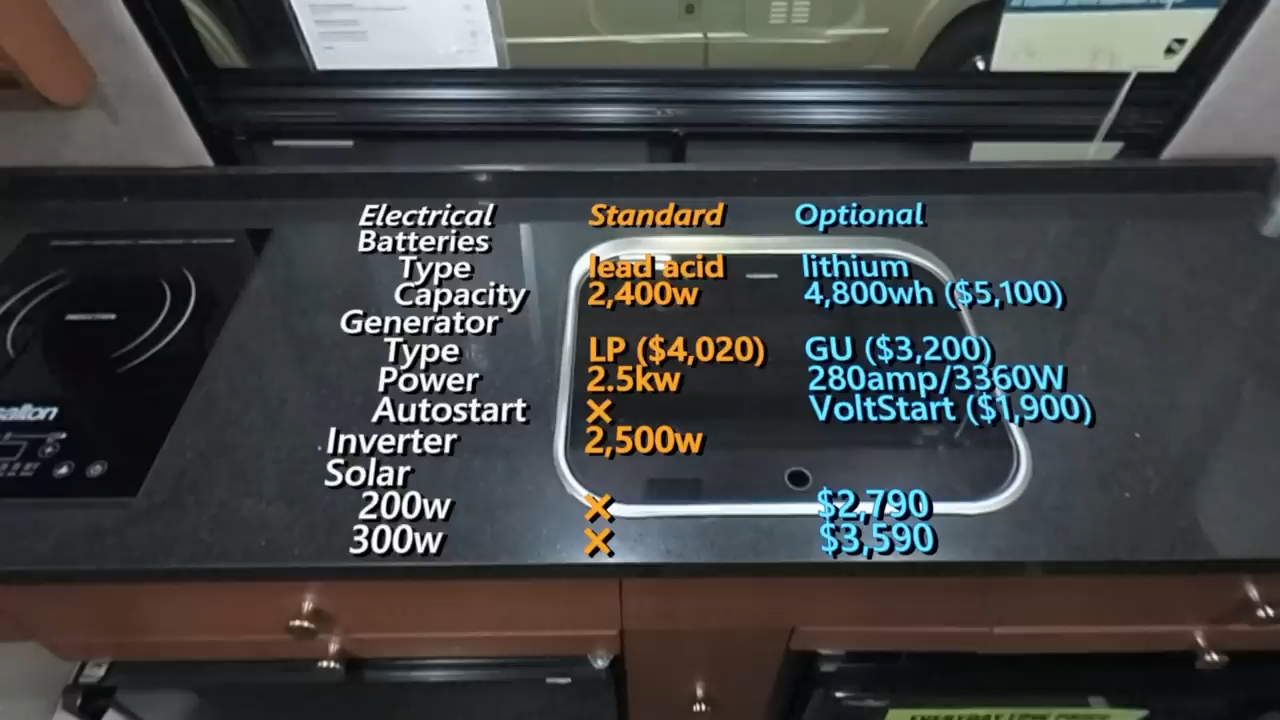 Electrical Standard Optional
Batteries
Type lead acid lithium
Capacity 2,400w 4,800wh ($5,100)
Generator
Type LP ($4,020) GU ($3,200)
Power 2.5kw 280amp/3360W
Autostart ✕ VoltStart ($1,900)
Inverter 2,500w
Solar
200w ✕ $2,790
300w ✕ $3,590
salton